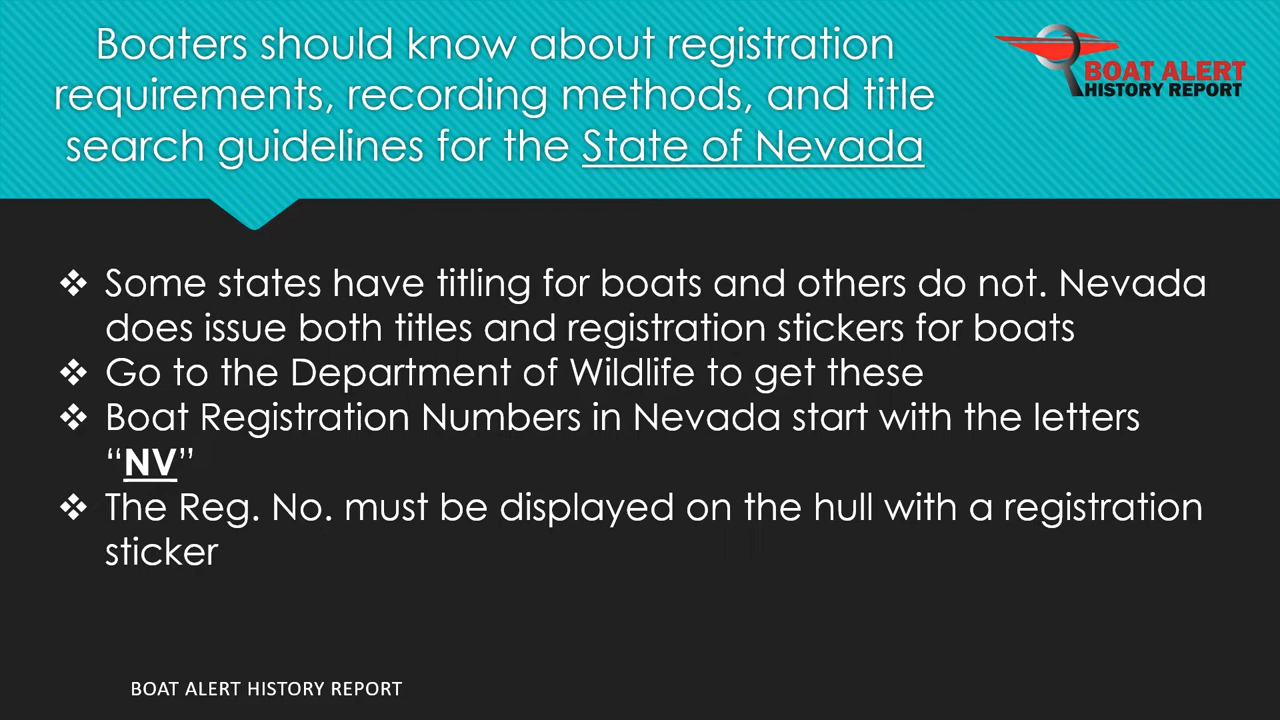 Boaters should know about registration
requirements, recording methods, and title
search guidelines for the State of Nevada
BOAT ALERT
HISTORY REPORT
❖ Some states have titling for boats and others do not. Nevada
does issue both titles and registration stickers for boats
❖ Go to the Department of Wildlife to get these
❖ Boat Registration Numbers in Nevada start with the letters
“NV”
❖ The Reg. No. must be displayed on the hull with a registration
sticker
BOAT ALERT HISTORY REPORT